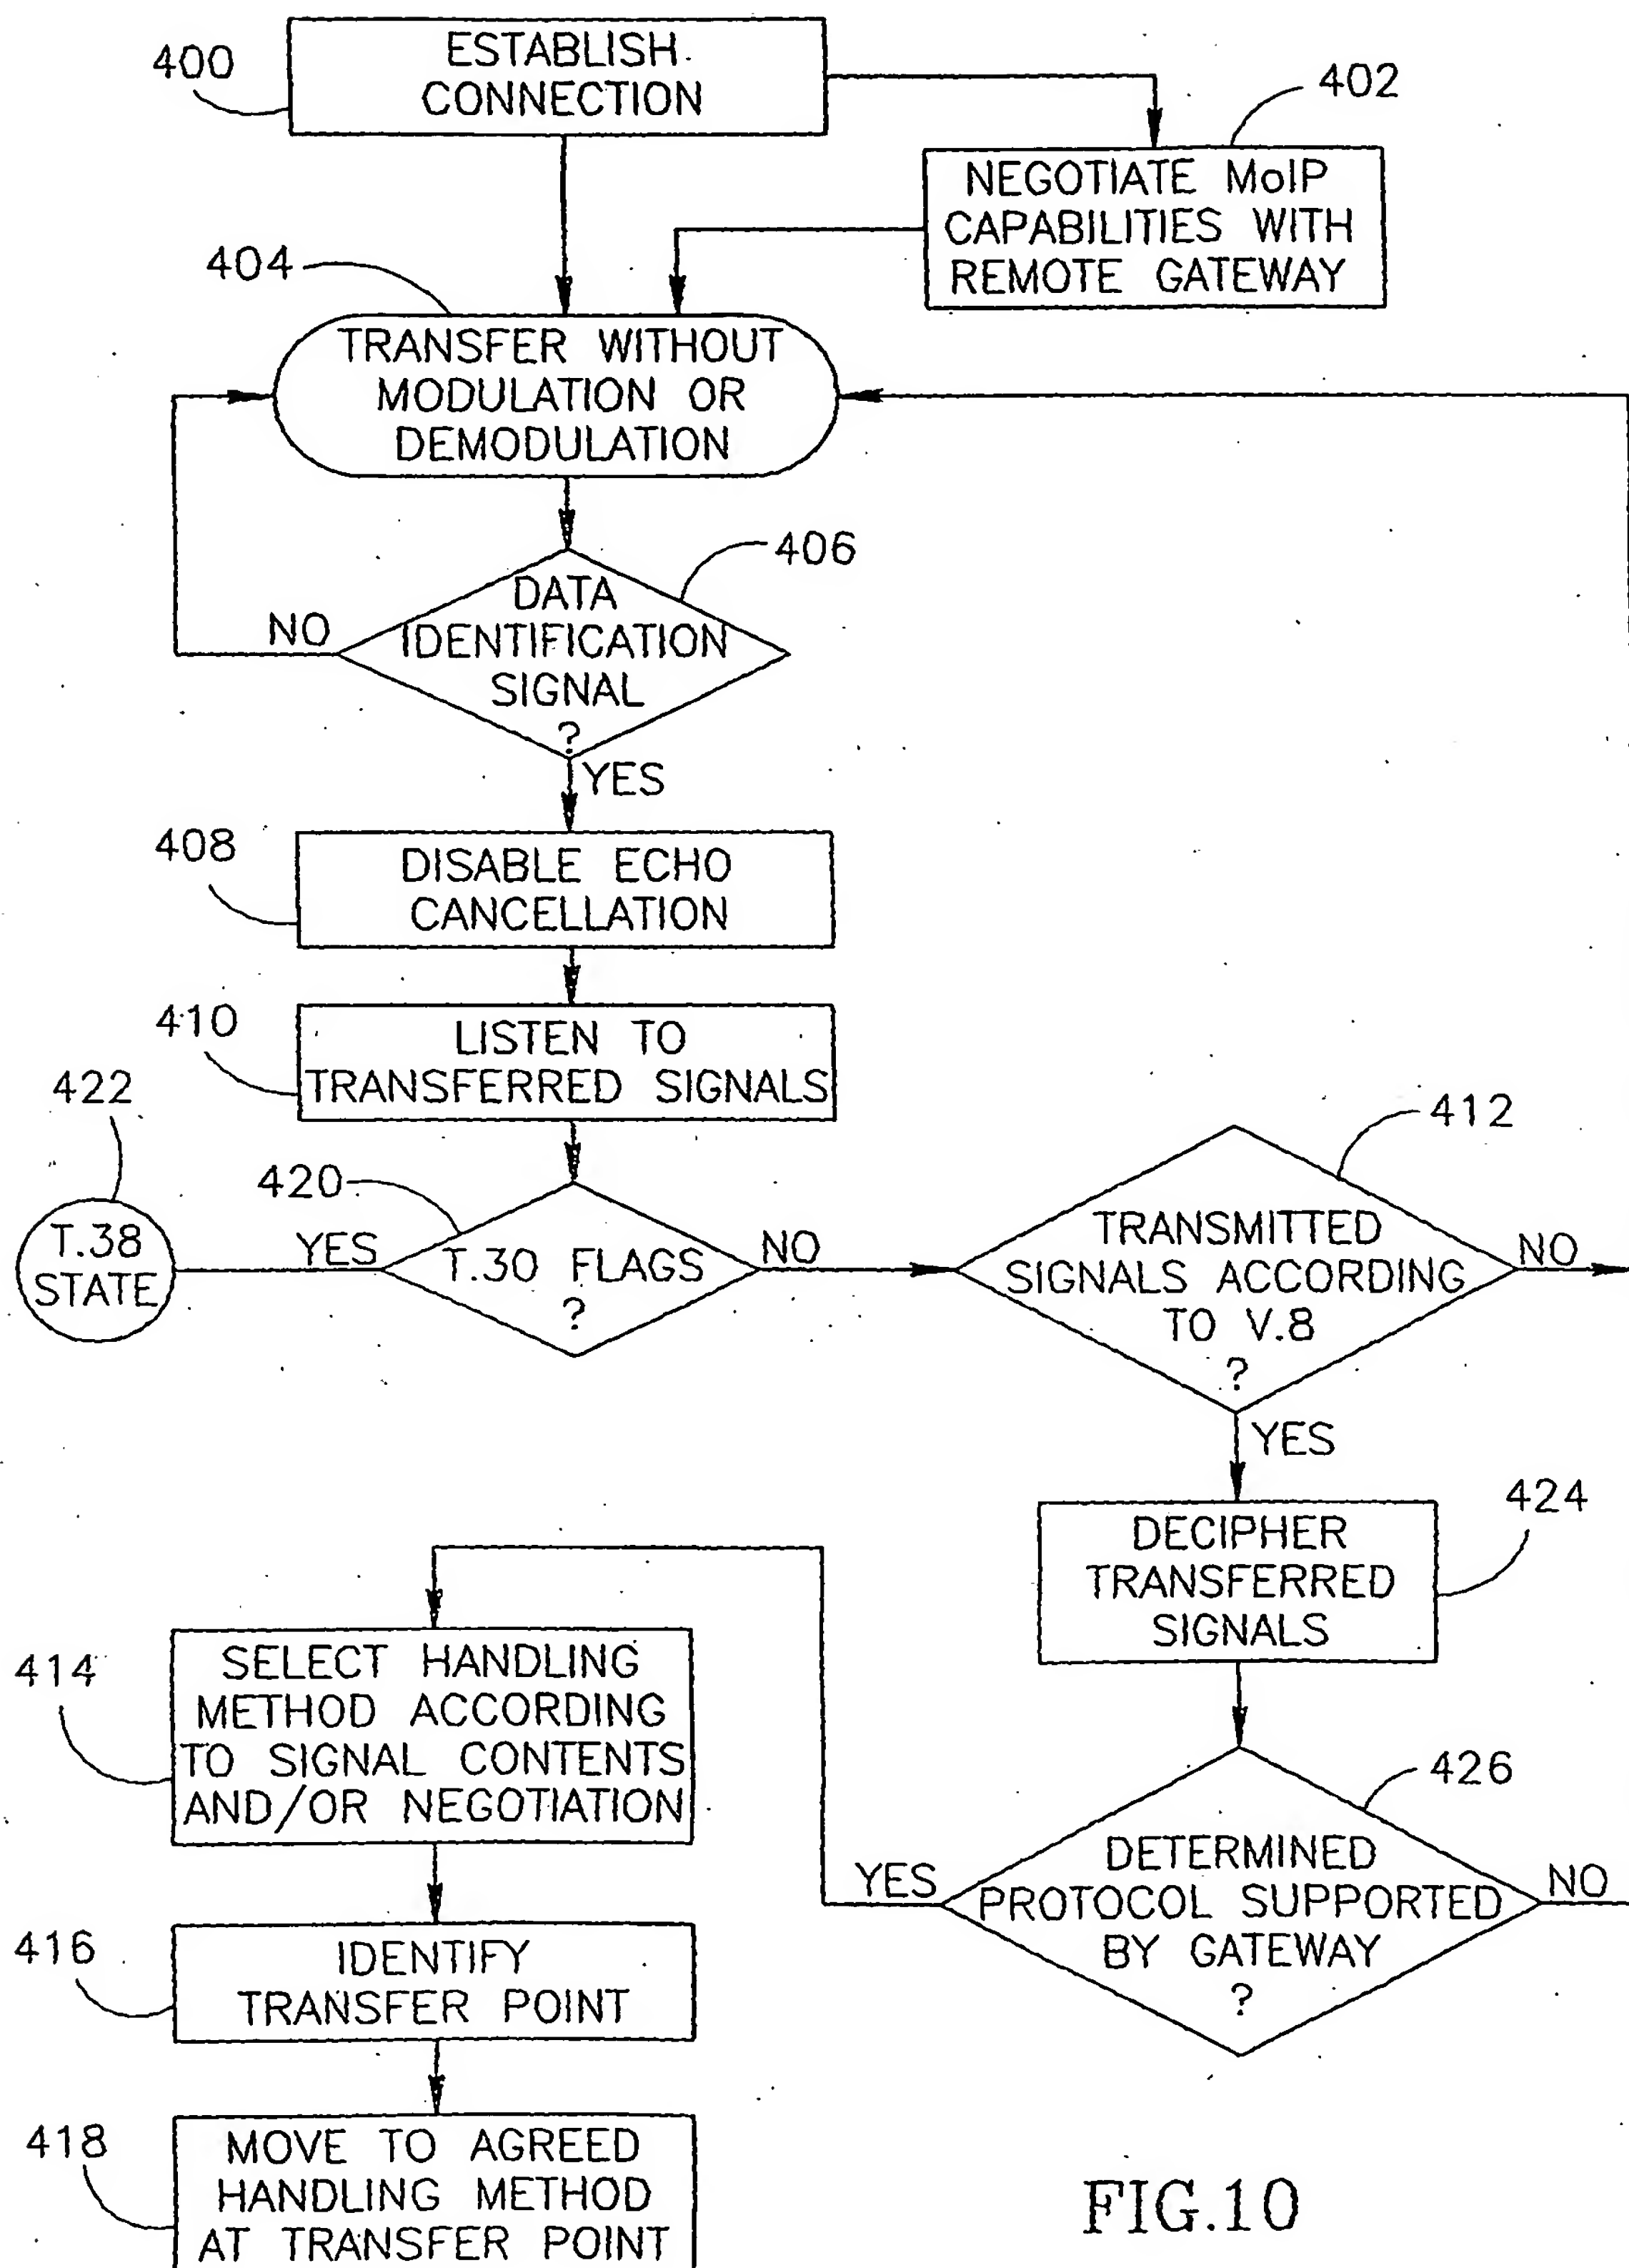 400
ESTABLISH
CONNECTION
402
NEGOTIATE MoIP
CAPABILITIES WITH
REMOTE GATEWAY
404
TRANSFER WITHOUT
MODULATION OR
DEMODULATION
406
DATA
IDENTIFICATION
SIGNAL
?
NO
YES
408
DISABLE ECHO
CANCELLATION
410
LISTEN TO
TRANSFERRED SIGNALS
422
T.38
STATE
YES
420
T.30 FLAGS
?
NO
412
TRANSMITTED
SIGNALS ACCORDING
TO V.8
?
NO
YES
424
DECIPHER
TRANSFERRED
SIGNALS
426
DETERMINED
PROTOCOL SUPPORTED
BY GATEWAY
?
YES
NO
414
SELECT HANDLING
METHOD ACCORDING
TO SIGNAL CONTENTS
AND/OR NEGOTIATION
416
IDENTIFY
TRANSFER POINT
418
MOVE TO AGREED
HANDLING METHOD
AT TRANSFER POINT
FIG.10